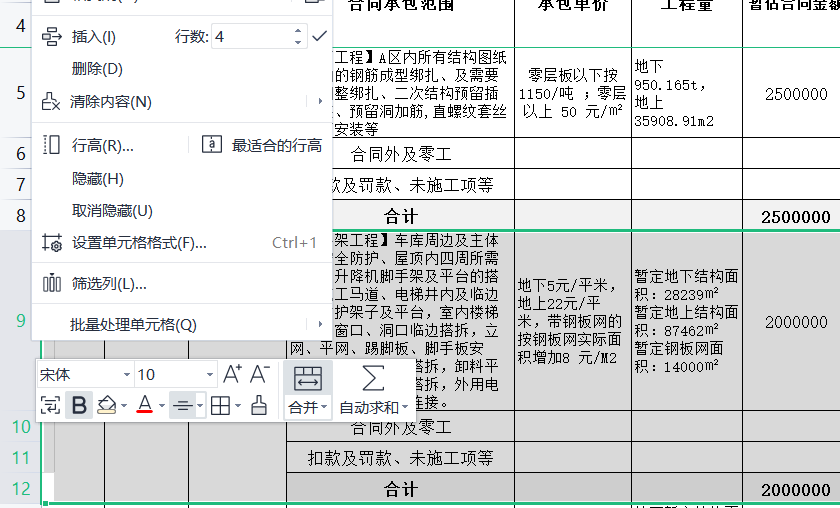 合同承包范围 承包单价 工程量 暂估合同金额
4
插入(I) 行数: 4
删除(D)
清除内容(N)
行高(R)... 最适合的行高
隐藏(H)
取消隐藏(U)
设置单元格格式(F)... Ctrl+1
筛选列(L)...
批量处理单元格(Q)
宋体 10 A+ A-
B A 合并 自动求和
5
工程】A区内所有结构图纸
的钢筋成型绑扎、及需要
整绑扎、二次结构预留插
、预留洞加筋,直螺纹套丝
安装等
零层板以下按
1150/吨 ；零层
以上 50 元/㎡
地下
950.165t，
地上
35908.91m2
2500000
6 合同外及零工
7 款及罚款、未施工项等
8 合计 2500000
9
架工程】车库周边及主体
全防护、屋顶内四周所需
升降机脚手架及平台的搭
工马道、电梯井内及临边
护架子及平台，室内楼梯
窗口、洞口临边搭拆，立
网、平网、踢脚板、脚手板安
搭拆，卸料平
搭拆，外用电
连接。
地下5元/平米，
地上22元/平
米，带钢板网的
按钢板网实际面
积增加8 元/M2
暂定地下结构面
积：28239㎡
暂定地上结构面
积：87462㎡
暂定钢板网面
积：14000㎡
2000000
10 合同外及零工
11 扣款及罚款、未施工项等
12 合计 2000000